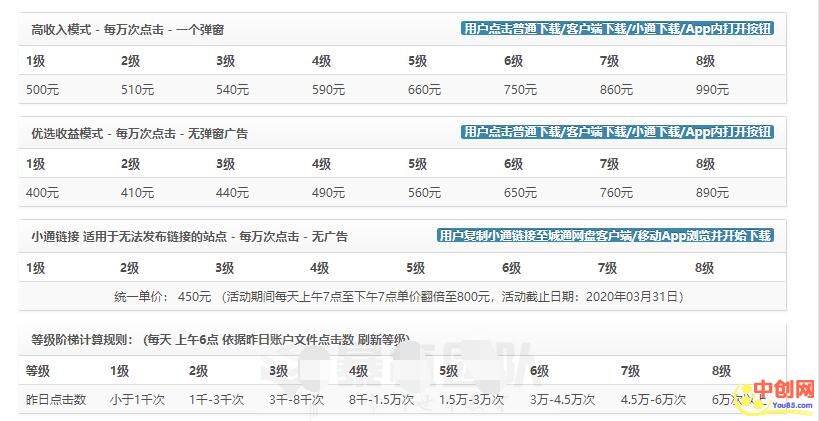 高收入模式 - 每万次点击 - 一个弹窗 用户点击普通下载/客户端下载/小通下载/App内打开按钮
1级 2级 3级 4级 5级 6级 7级 8级
500元 510元 540元 590元 660元 750元 860元 990元
优选收益模式 - 每万次点击 - 无弹窗广告 用户点击普通下载/客户端下载/小通下载/App内打开按钮
1级 2级 3级 4级 5级 6级 7级 8级
400元 410元 440元 490元 560元 650元 760元 890元
小通链接 适用于无法发布链接的站点 - 每万次点击 - 无广告 用户复制小通链接至城通网盘客户端/移动App浏览并开始下载
1级 2级 3级 4级 5级 6级 7级 8级
统一单价： 450元 （活动期间每天上午7点至下午7点单价翻倍至800元，活动截止日期：2020年03月31日）
等级阶梯计算规则： (每天 上午6点 依据昨日账户文件点击数 刷新等级)
等级 1级 2级 3级 4级 5级 6级 7级 8级
昨日点击数 小于1千次 1千-3千次 3千-8千次 8千-1.5万次 1.5万-3万次 3万-4.5万次 4.5万-6万次 6万次以上
中创网
You85.com